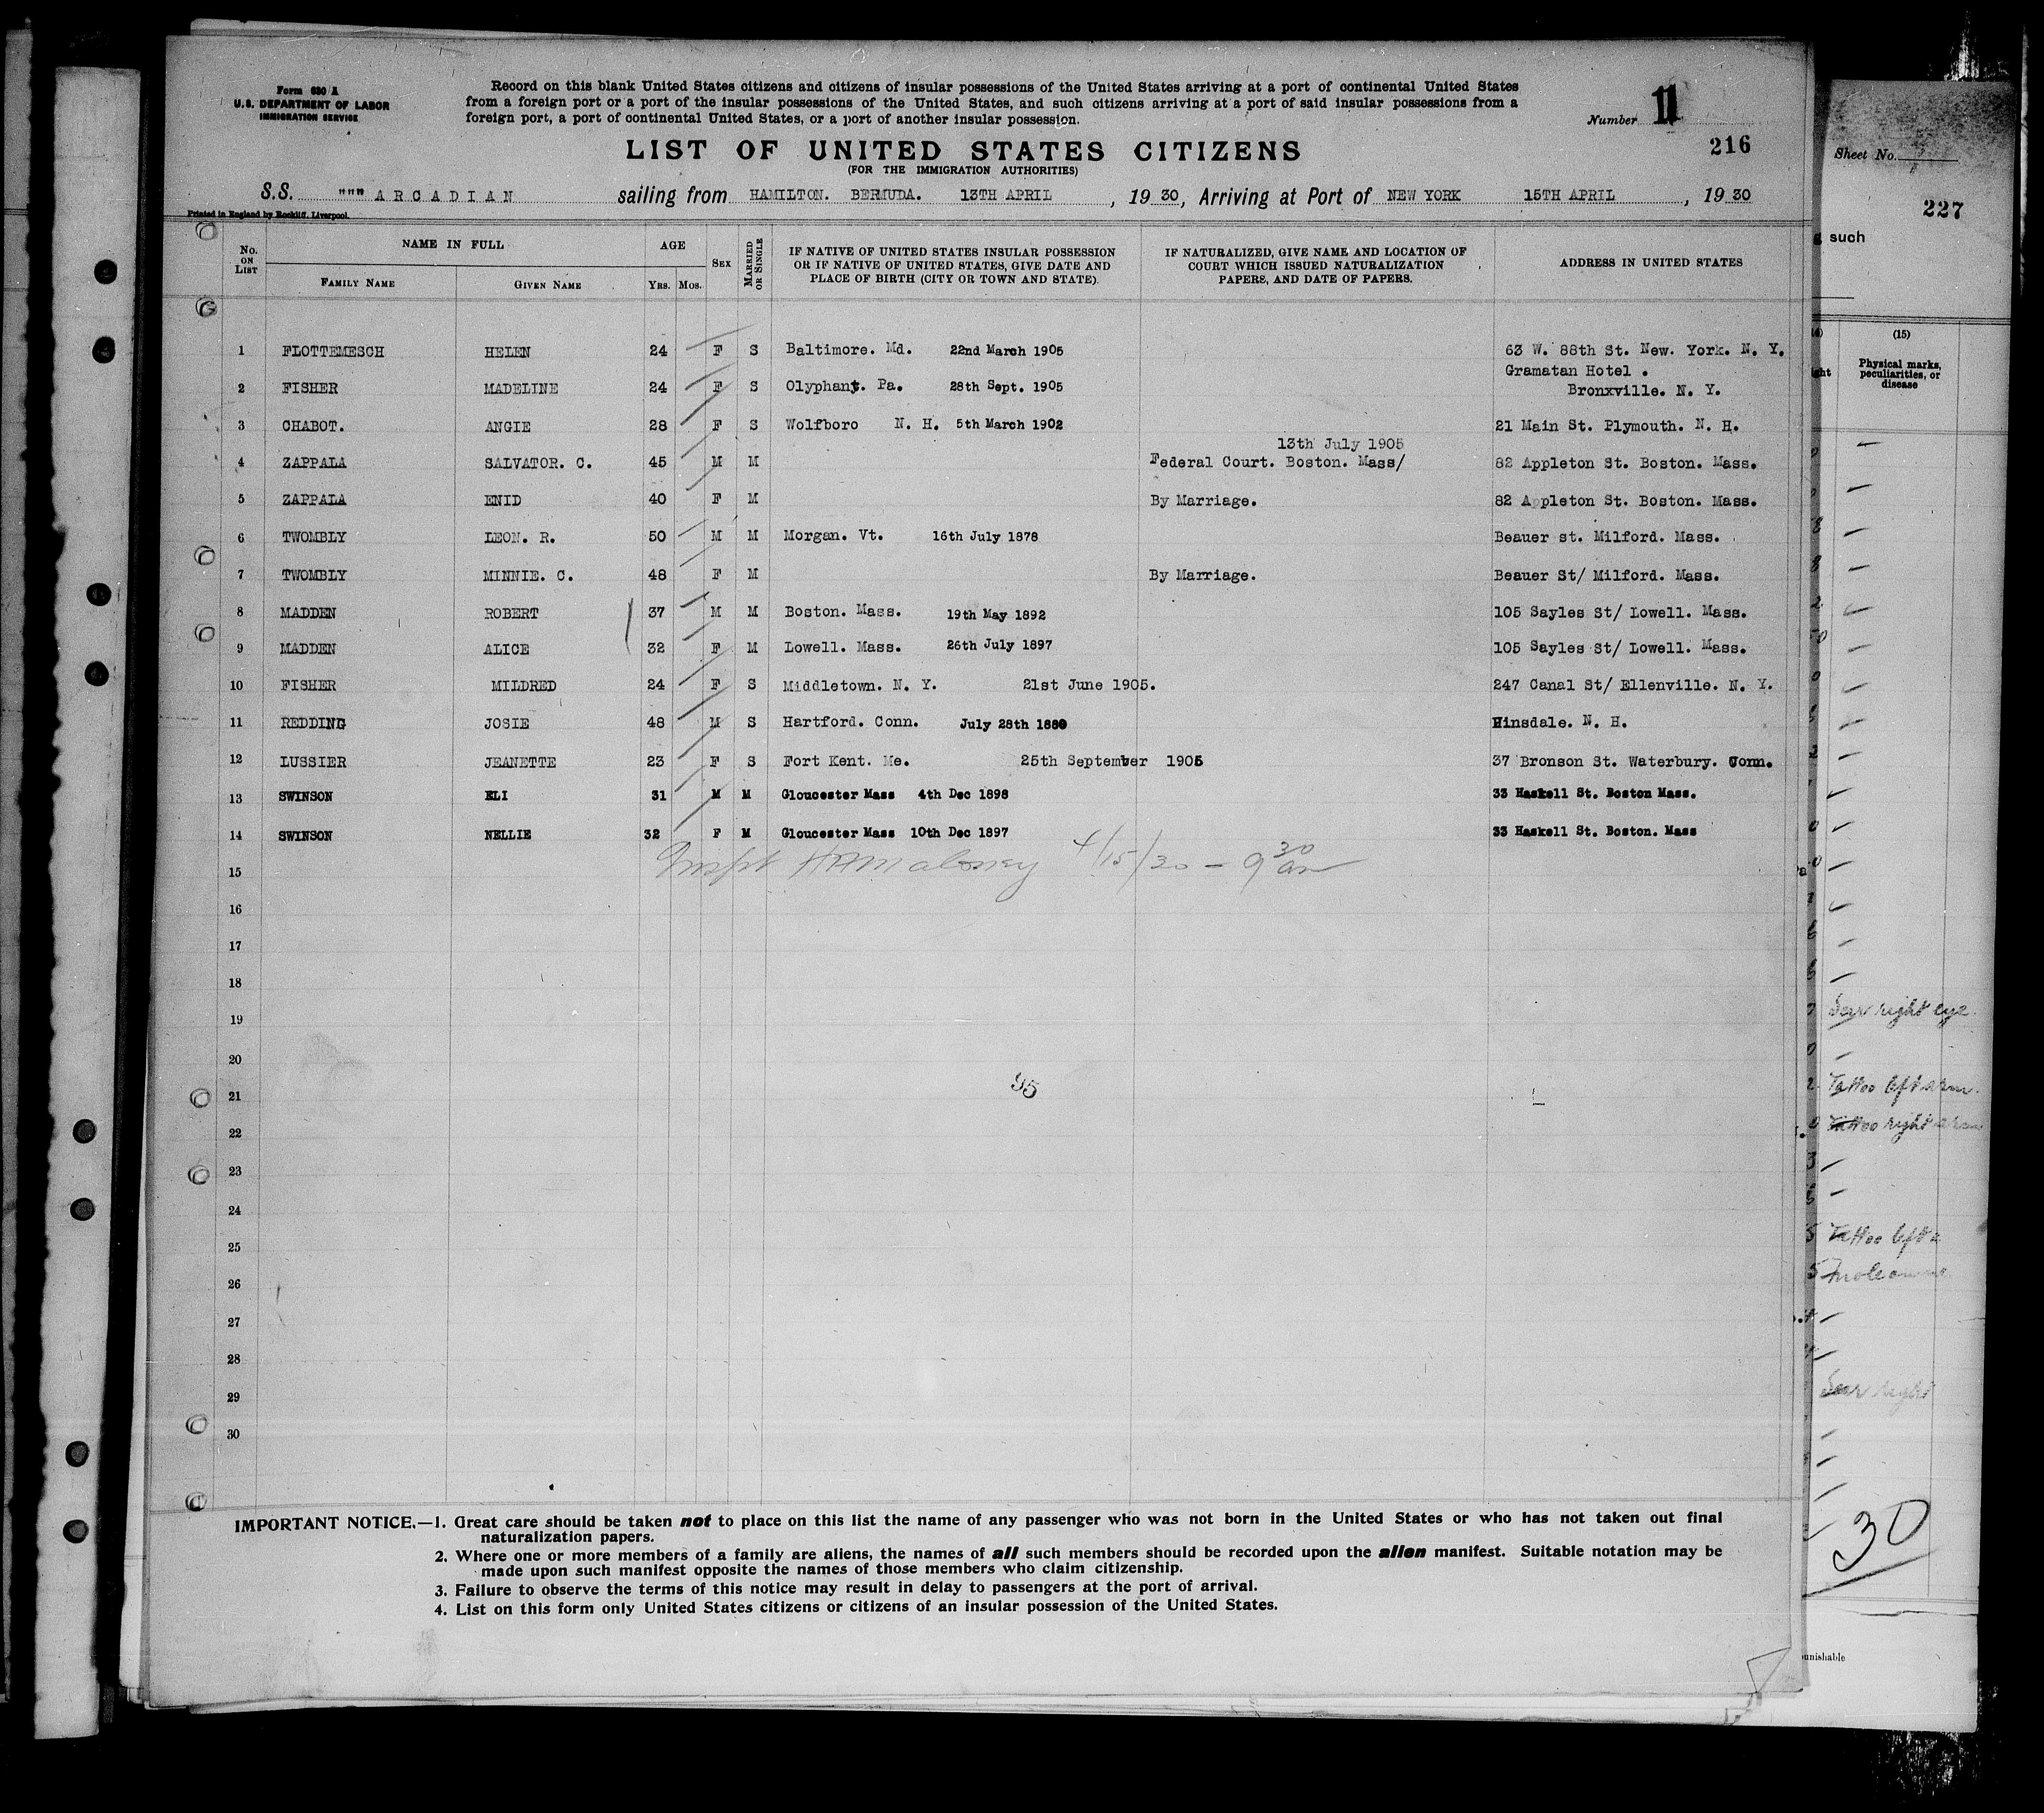 Form 630 A
U.S. DEPARTMENT OF LABOR
IMMIGRATION SERVICE
Record on this blank United States citizens and citizens of insular possessions of the United States arriving at a port of continental United States
from a foreign port or a port of the insular possessions of the United States, and such citizens arriving at a port of said insular possessions from a
foreign port, a port of continental United States, or a port of another insular possession.
Number 11
216
LIST OF UNITED STATES CITIZENS
(FOR THE IMMIGRATION AUTHORITIES)
S.S. """ ARCADIAN sailing from HAMILTON. BERMUDA. 13TH APRIL , 19 30, Arriving at Port of NEW YORK 15TH APRIL , 19 30
Printed in England by Rockliff, Liverpool.
No. ON LIST NAME IN FULL AGE SEX MARRIED OR SINGLE IF NATIVE OF UNITED STATES INSULAR POSSESSION OR IF NATIVE OF UNITED STATES, GIVE DATE AND PLACE OF BIRTH (CITY OR TOWN AND STATE) IF NATURALIZED, GIVE NAME AND LOCATION OF COURT WHICH ISSUED NATURALIZATION PAPERS, AND DATE OF PAPERS. ADDRESS IN UNITED STATES
FAMILY NAME GIVEN NAME YRS. MOS.
1 FLOTTEMESCH HELEN 24 F S Baltimore. Md. 22nd March 1905 63 W. 88th St. New. York. N. Y.
Gramatan Hotel .
2 FISHER MADELINE 24 F S Olyphant. Pa. 28th Sept. 1905 Bronxville. N. Y.
3 CHABOT. ANGIE 28 F S Wolfboro N. H. 5th March 1902 21 Main St. Plymouth. N. H.
13th July 1905
4 ZAPPALA SALVATOR. C. 45 M M Federal Court. Boston. Mass/ 82 Appleton St. Boston. Mass.
5 ZAPPALA ENID 40 F M By Marriage. 82 Appleton St. Boston. Mass.
6 TWOMBLY LEON. R. 50 M M Morgan. Vt. 16th July 1878 Beauer st. Milford. Mass.
7 TWOMBLY MINNIE. C. 48 F M By Marriage. Beauer St/ Milford. Mass.
8 MADDEN ROBERT 37 M M Boston. Mass. 19th May 1892 105 Sayles St/ Lowell. Mass.
9 MADDEN ALICE 32 F M Lowell. Mass. 26th July 1897 105 Sayles St/ Lowell. Mass.
10 FISHER MILDRED 24 F S Middletown. N. Y. 21st June 1905. 247 Canal St/ Ellenville. N. Y.
11 REDDING JOSIE 48 M S Hartford. Conn. July 28th 1880 Hinsdale. N. H.
12 LUSSIER JEANETTE 23 F S Fort Kent. Me. 25th September 1905 37 Bronson St. Waterbury. Conn.
13 SWINSON ELI 31 M M Gloucester Mass 4th Dec 1898 33 Haskell St. Boston Mass.
14 SWINSON NELLIE 32 F M Gloucester Mass 10th Dec 1897 33 Haskell St. Boston. Mass
15 Inspt HAMaloney 4/15/30 - 9 30 am
16
17
18
19
20
95
21
22
23
24
25
26
27
28
29
30
IMPORTANT NOTICE.—1. Great care should be taken not to place on this list the name of any passenger who was not born in the United States or who has not taken out final
naturalization papers.
2. Where one or more members of a family are aliens, the names of all such members should be recorded upon the alien manifest. Suitable notation may be
made upon such manifest opposite the names of those members who claim citizenship.
3. Failure to observe the terms of this notice may result in delay to passengers at the port of arrival.
4. List on this form only United States citizens or citizens of an insular possession of the United States.
Sheet No.
227
such
(15)
Physical marks,
peculiarities, or
disease
Scar right eye
Tattoo left arm
Tattoo right arm
Tattoo left
Scar right
30
unishable